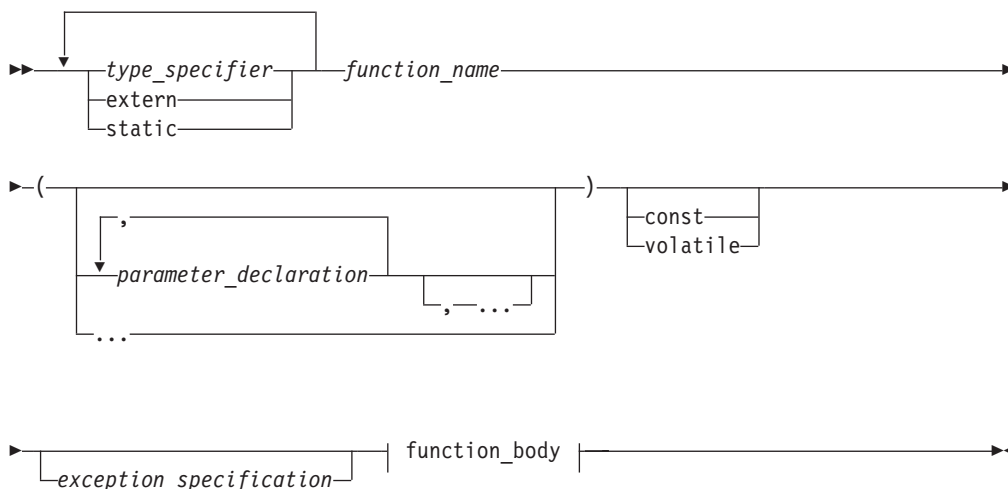 type_specifier function_name
extern
static
( )
, const
volatile
parameter_declaration
, ...
...
exception_specification function_body